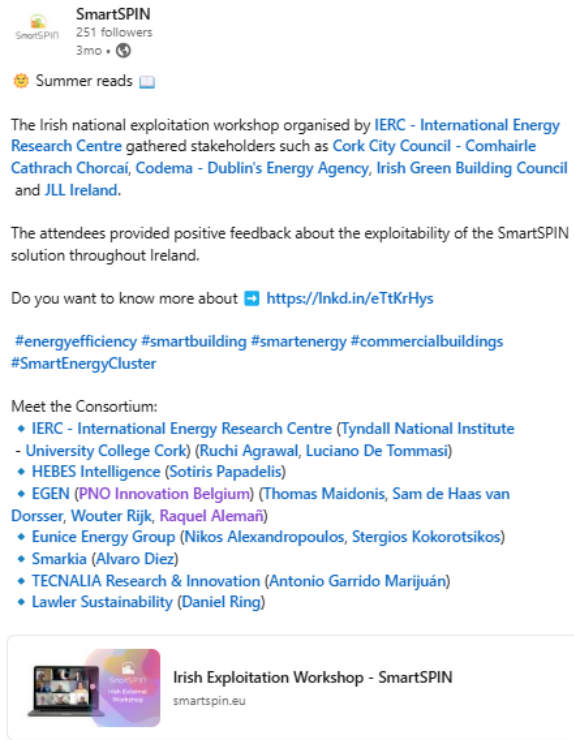 SmartSPIN
SmartSPIN
251 followers
3mo •
Summer reads
The Irish national exploitation workshop organised by IERC - International Energy
Research Centre gathered stakeholders such as Cork City Council - Comhairle
Cathrach Chorcaí, Codema - Dublin's Energy Agency, Irish Green Building Council
and JLL Ireland.
The attendees provided positive feedback about the exploitability of the SmartSPIN
solution throughout Ireland.
Do you want to know more about ➡ https://lnkd.in/eTtKrHys
#energyefficiency #smartbuilding #smartenergy #commercialbuildings
#SmartEnergyCluster
Meet the Consortium:
🔹 IERC - International Energy Research Centre (Tyndall National Institute
- University College Cork) (Ruchi Agrawal, Luciano De Tommasi)
🔹 HEBES Intelligence (Sotiris Papadelis)
🔹 EGEN (PNO Innovation Belgium) (Thomas Maidonis, Sam de Haas van
Dorsser, Wouter Rijk, Raquel Alemañ)
🔹 Eunice Energy Group (Nikos Alexandropoulos, Stergios Kokorotsikos)
🔹 Smarkia (Alvaro Diez)
🔹 TECNALIA Research & Innovation (Antonio Garrido Marijuán)
🔹 Lawler Sustainability (Daniel Ring)
SmartSPIN
Irish External
Workshop
Irish Exploitation Workshop - SmartSPIN
smartspin.eu